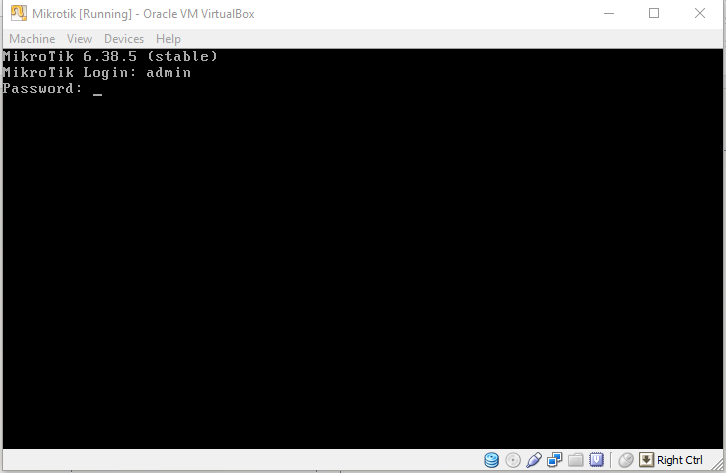 Mikrotik [Running] - Oracle VM VirtualBox
Machine View Devices Help
MikroTik 6.38.5 (stable)
MikroTik Login: admin
Password: _
Right Ctrl